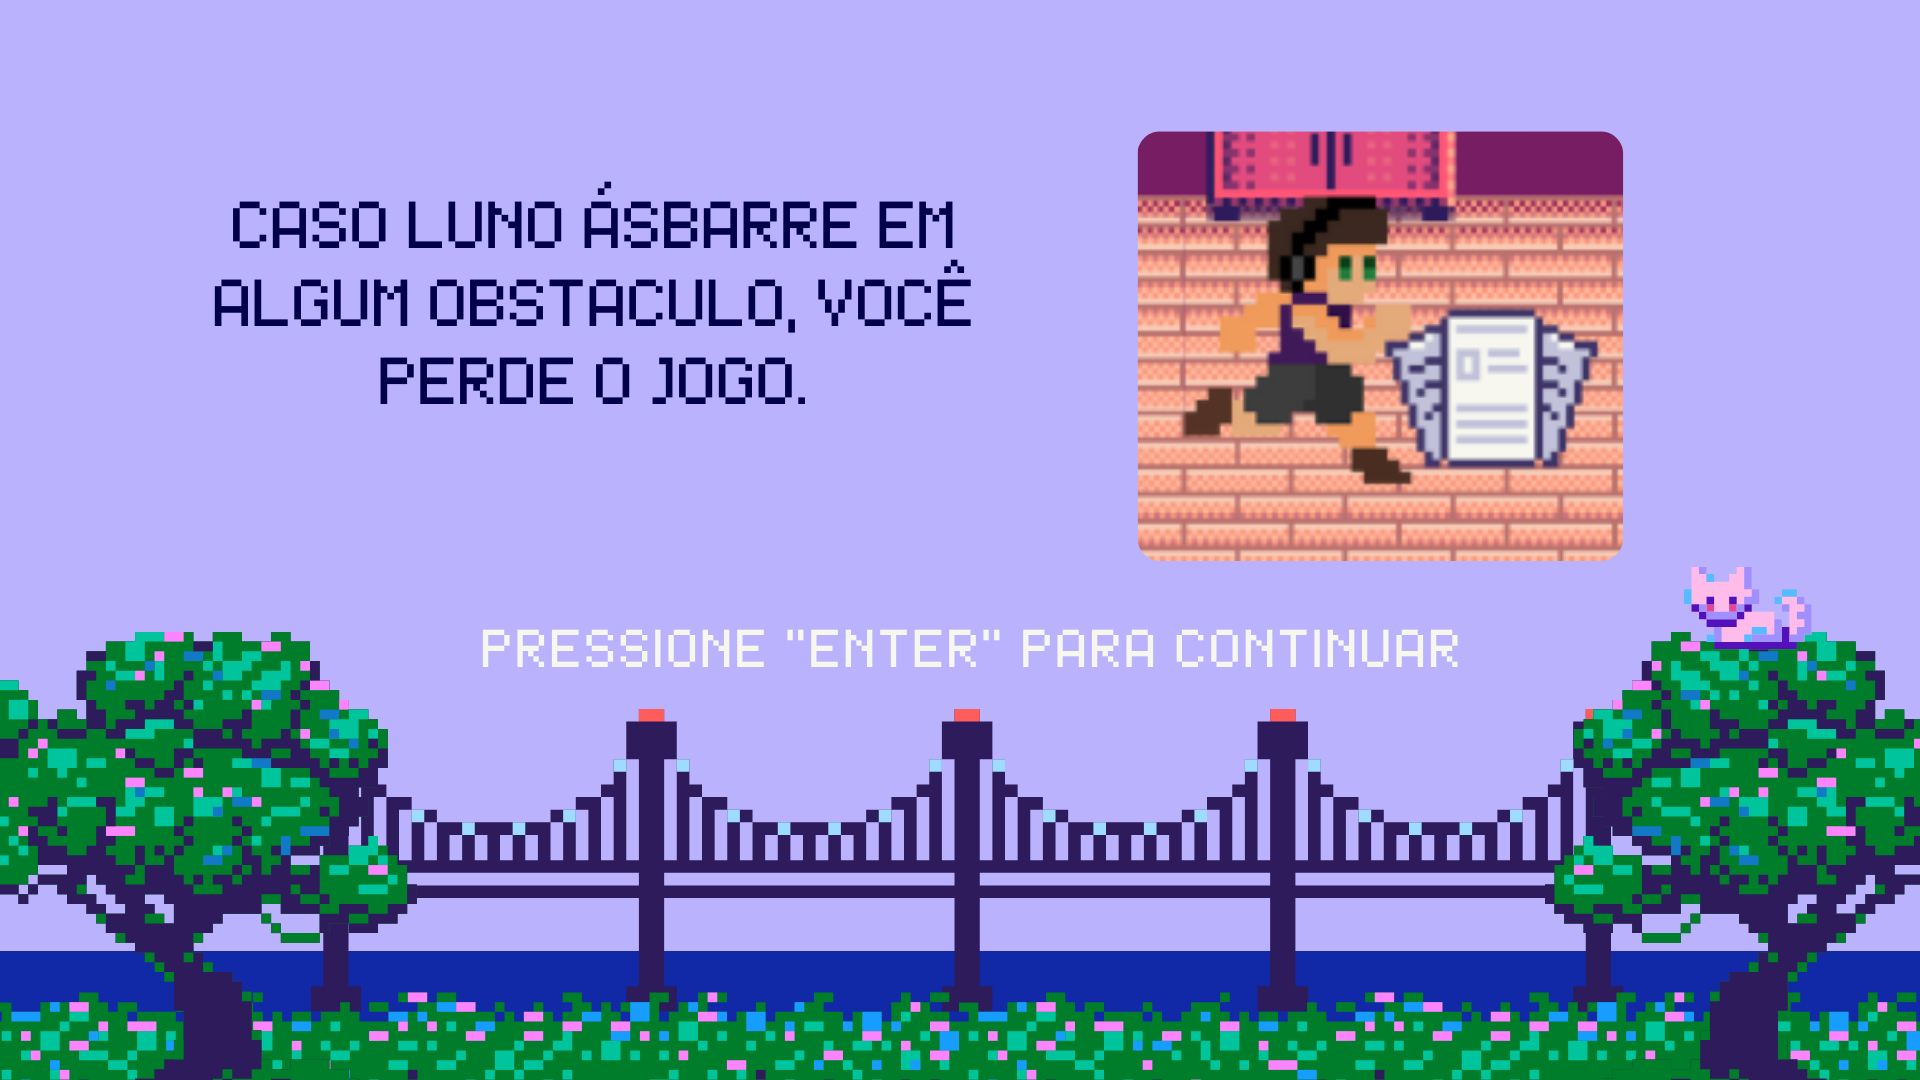 CASO LUNO ÁSBARRE EM
ALGUM OBSTACULO, VOCÊ
PERDE O JOGO.
PRESSIONE "ENTER" PARA CONTINUAR